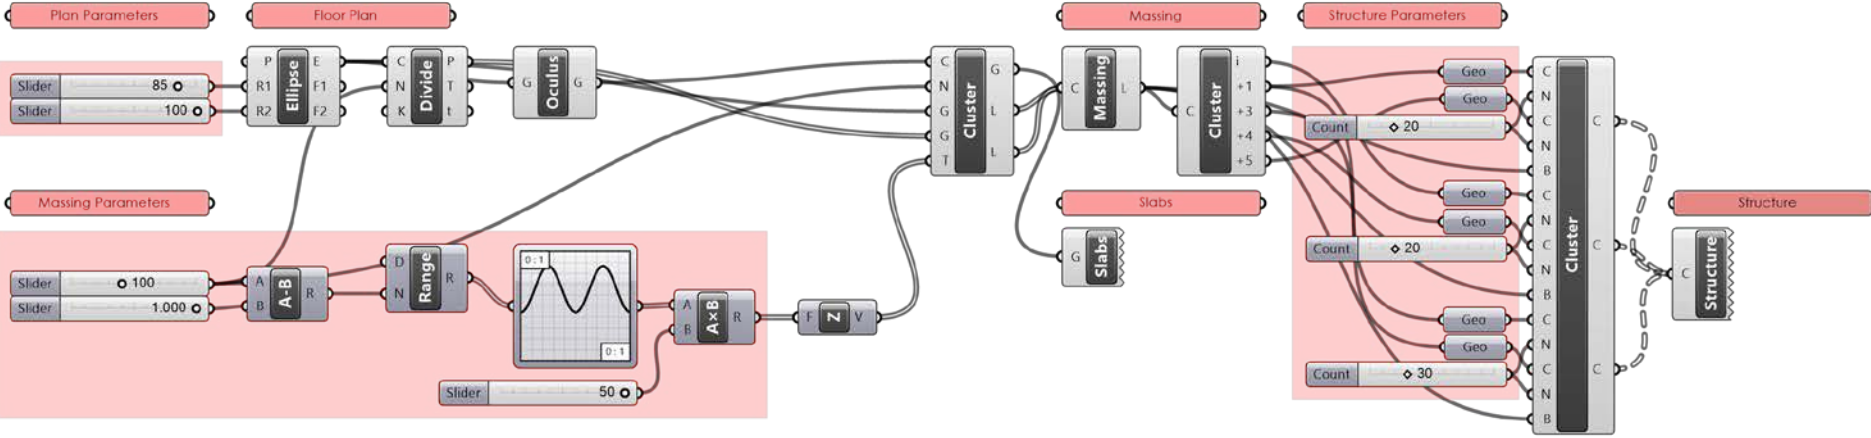 Plan Parameters
Floor Plan
Massing
Structure Parameters
Slider 85
Slider 100
P R1 R2 Ellipse E F1 F2
C N K Divide P T t
G Oculus G
C N G G T Cluster G L L
C Massing L
C Cluster i +1 +3 +4 +5
Geo
Geo
Count 20
Geo
Geo
Count 20
Geo
Geo
Count 30
C N C N B C N C N B C N C N B Cluster C C C
Massing Parameters
Slabs
Structure
G Slabs
C Structure
Slider 100
Slider 1.000
A B A-B R
D N Range R
0:1
0:1
A B A×B R
F Z V
Slider 50